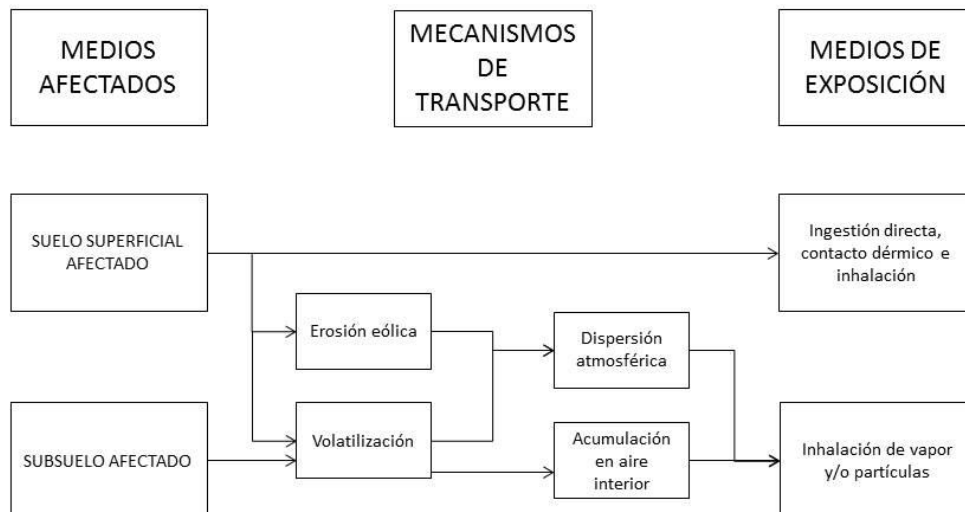 MEDIOS
AFECTADOS
MECANISMOS
DE
TRANSPORTE
MEDIOS DE
EXPOSICIÓN
SUELO SUPERFICIAL
AFECTADO
Ingestión directa,
contacto dérmico e
inhalación
Erosión eólica
Dispersión
atmosférica
SUBSUELO AFECTADO
Volatilización
Acumulación
en aire
interior
Inhalación de vapor
y/o partículas